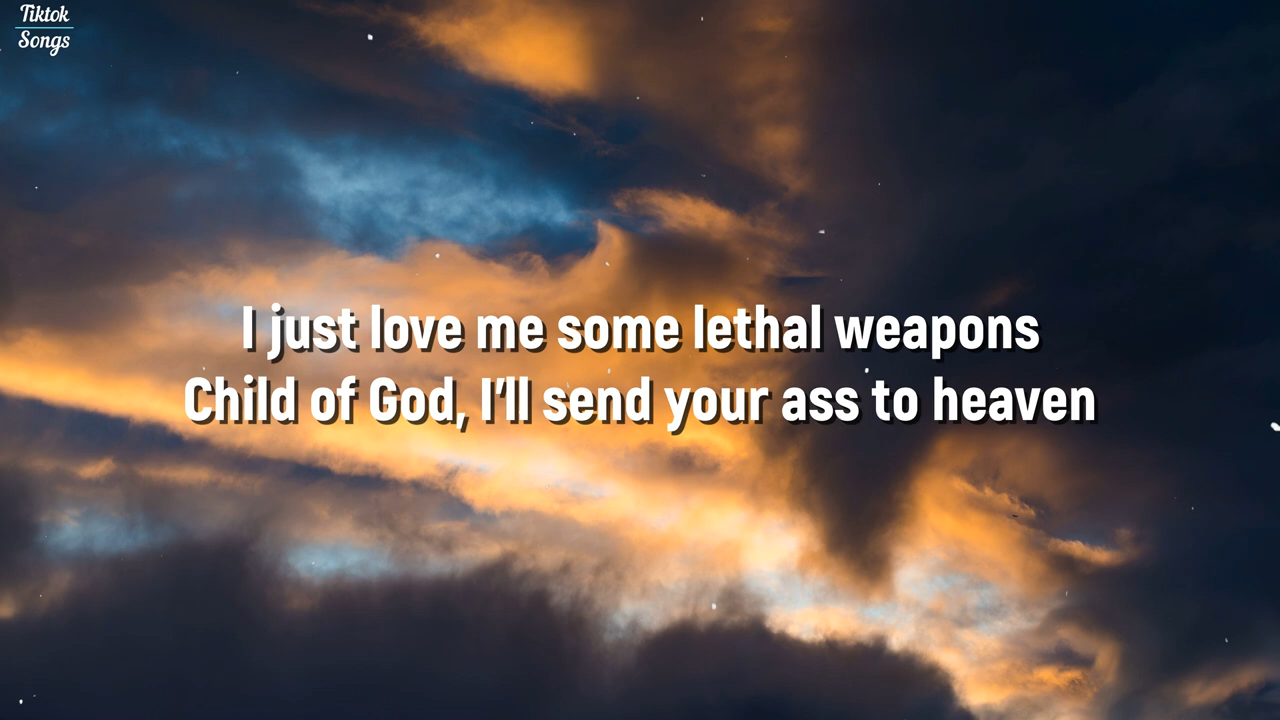 Tiktok
Songs
I just love me some lethal weapons
Child of God, I'll send your ass to heaven